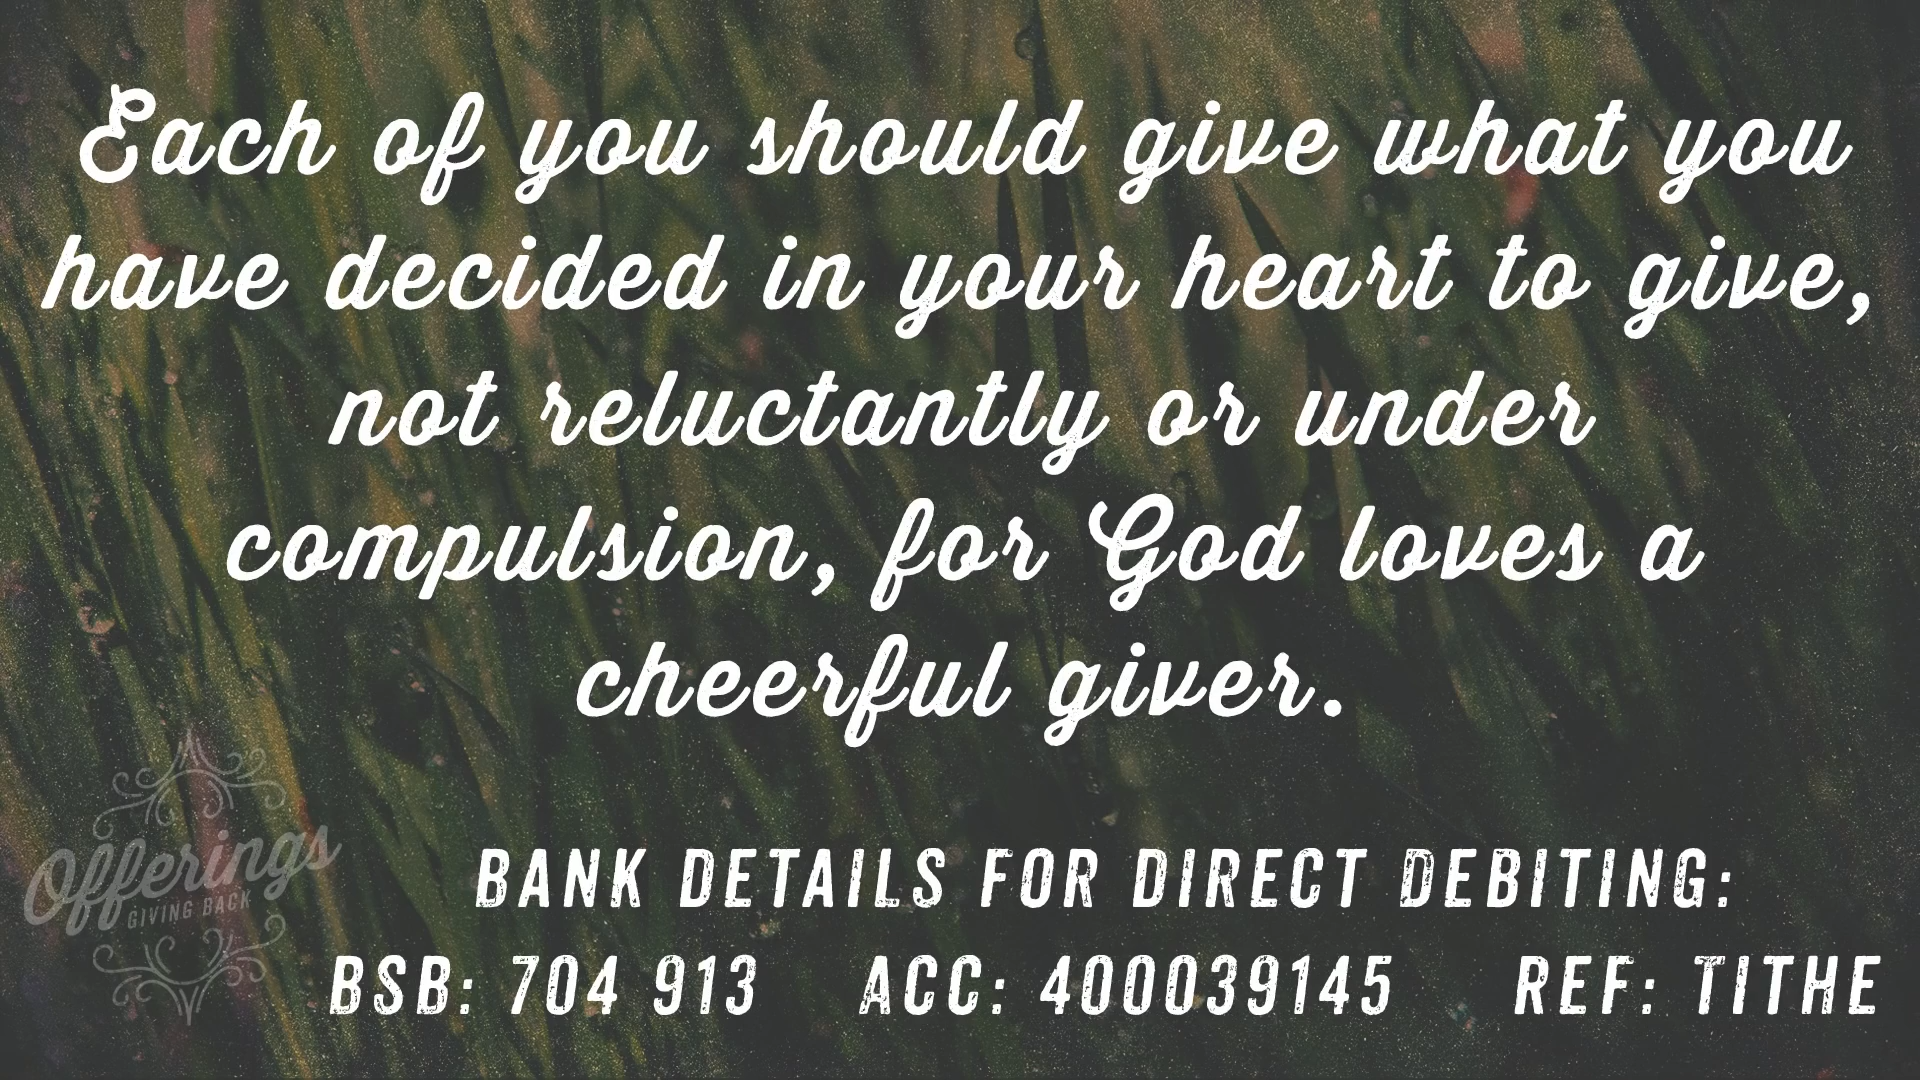 Each of you should give what you
have decided in your heart to give,
not reluctantly or under
compulsion, for God loves a
cheerful giver.
Offerings
GIVING BACK
BANK DETAILS FOR DIRECT DEBITING:
BSB: 704 913 ACC: 400039145 REF: TITHE